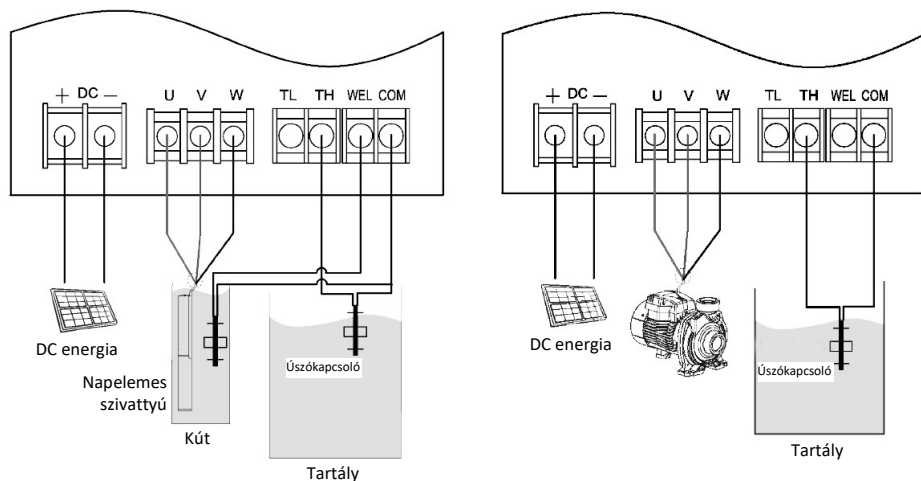 + DC −
U V W
TL TH WEL COM
DC energia
Napelemes
szivattyú
Kút
Úszókapcsoló
Tartály
+ DC −
U V W
TL TH WEL COM
DC energia
Úszókapcsoló
Tartály